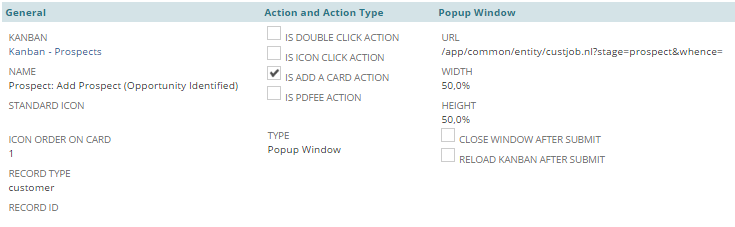 General
KANBAN
Kanban - Prospects
NAME
Prospect: Add Prospect (Opportunity Identified)
STANDARD ICON
ICON ORDER ON CARD
1
RECORD TYPE
customer
RECORD ID
Action and Action Type
IS DOUBLE CLICK ACTION
IS ICON CLICK ACTION
IS ADD A CARD ACTION
IS PDFEE ACTION
TYPE
Popup Window
Popup Window
URL
/app/common/entity/custjob.nl?stage=prospect&whence=
WIDTH
50,0%
HEIGHT
50,0%
CLOSE WINDOW AFTER SUBMIT
RELOAD KANBAN AFTER SUBMIT